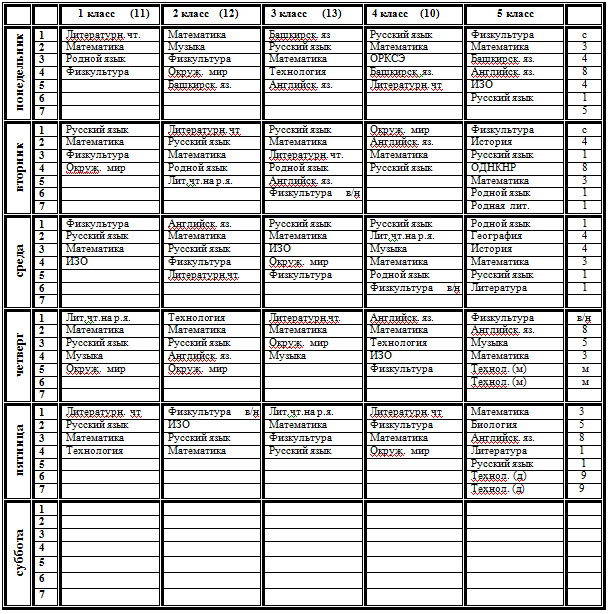 1 класс (11) 2 класс (12) 3 класс (13) 4 класс (10) 5 класс
понедельник
1 Литературн. чт. Математика Башкирск. яз Русский язык Физкультура с
2 Математика Музыка Русский язык Математика Математика 3
3 Родной язык Физкультура Математика ОРКСЭ Башкирск. яз. 4
4 Физкультура Окруж. мир Технология Башкирск .яз. Английск. яз. 8
5 Башкирск. яз. Английск. яз. Литературн. чт ИЗО 4
6 Русский язык 1
7 5
вторник
1 Русский язык Литературн. чт Русский язык Окруж. мир Физкультура с
2 Математика Русский язык Математика Английск. яз. История 4
3 Физкультура Математика Литературн. чт. Математика Русский язык 1
4 Окруж. мир Родной язык Родной язык Русский язык ОДНКНР 8
5 Лит.чт.на р.я. Английск. яз. Математика 3
6 Физкультура в/н Родной язык 1
7 Родная лит. 1
среда
1 Физкультура Английск. яз. Русский язык Русский язык Родной язык 1
2 Русский язык Математика Математика Лит.чт.на р.я. География 4
3 Математика Русский язык ИЗО Музыка История 4
4 ИЗО Физкультура Окруж. мир Математика Математика 3
5 Литературн.чт. Физкультура Родной язык Русский язык 1
6 Физкультура в/н Литература 1
7
четверг
1 Лит.чт.на р.я. Технология Литературн.чт. Английск. яз. Физкультура в/н
2 Математика Математика Математика Математика Английск. яз. 8
3 Русский язык Русский язык Окруж. мир Технология Музыка 5
4 Музыка Английск. яз. Музыка ИЗО Математика 3
5 Окруж. мир Окруж. мир Физкультура Технол. (м) м
6 Технол. (м) м
7
пятница
1 Литературн. чт Физкультура в/н Лит.чт.на р.я. Литературн. чт Математика 3
2 Русский язык ИЗО Математика Физкультура Биология 5
3 Математика Русский язык Физкультура Математика Английск. яз. 8
4 Технология Математика Русский язык Окруж. мир Литература 1
5 Русский язык 1
6 Технол. (д) 9
7 Технол. (д) 9
суббота
1
2
3
4
5
6
7